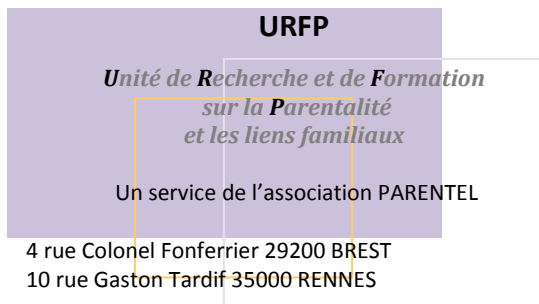 URFP
Unité de Recherche et de Formation
sur la Parentalité
et les liens familiaux
Un service de l’association PARENTEL
4 rue Colonel Fonferrier 29200 BREST
10 rue Gaston Tardif 35000 RENNES